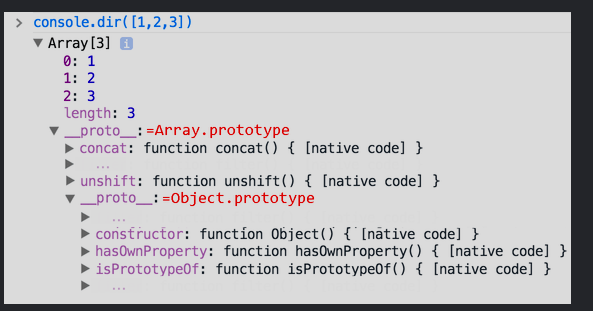 > console.dir([1,2,3])
▼ Array[3] i
0: 1
1: 2
2: 3
length: 3
▼ __proto__:=Array.prototype
▶ concat: function concat() { [native code] }
▶ ...
▶ unshift: function unshift() { [native code] }
▼ __proto__:=Object.prototype
▶ ...
▶ constructor: function Object() { [native code] }
▶ hasOwnProperty: function hasOwnProperty() { [native code] }
▶ isPrototypeOf: function isPrototypeOf() { [native code] }
▶ ...